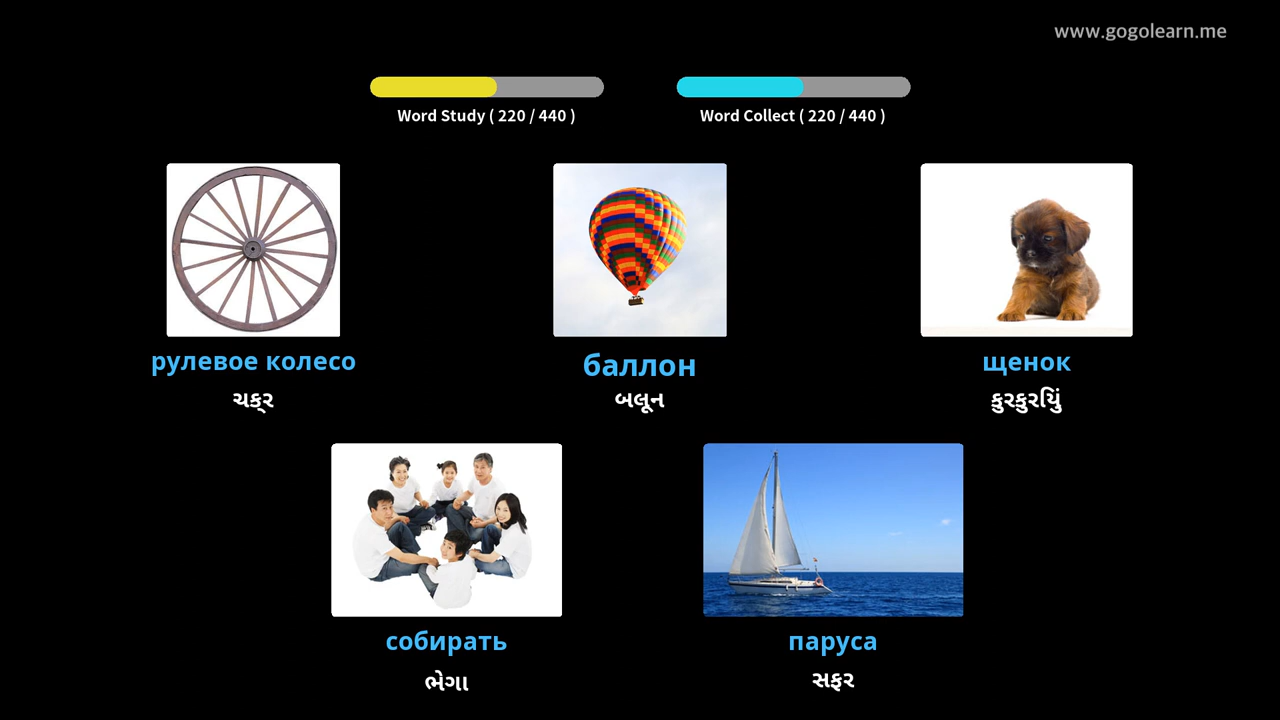 www.gogolearn.me
Word Study ( 220 / 440 )
Word Collect ( 220 / 440 )
рулевое колесо
баллон
щенок
ચક્ર
બલૂન
કુરકુરિયું
собирать
паруса
ભેગા
સફર